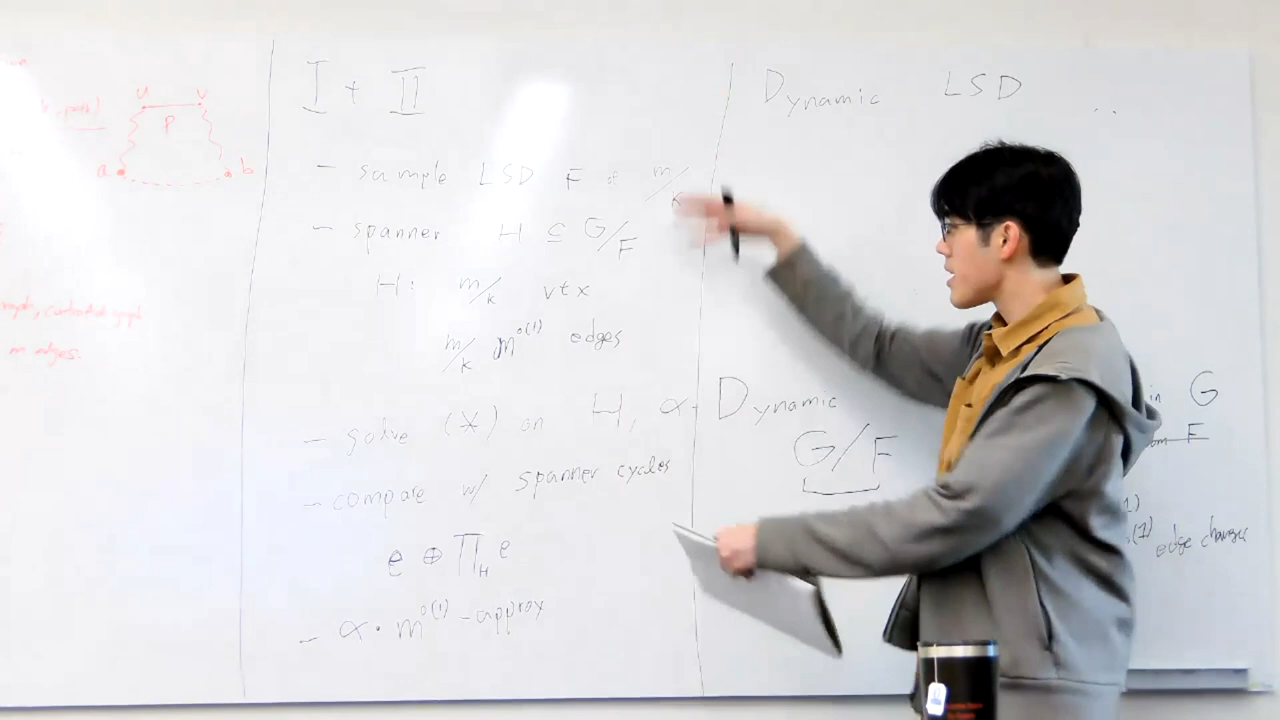 u v
P
a b
m edges.
I + II
- sample LSD F : m/k
- spanner H ⊆ G/F
H: m/k vtx
m/k m^o(1) edges
- solve (*) on H, α-
- compare w/ spanner cycles
e ⊕ Π_H e
- α · m^o(1) -approx
Dynamic LSD
Dynamic
G/F
in G
F
edge changes